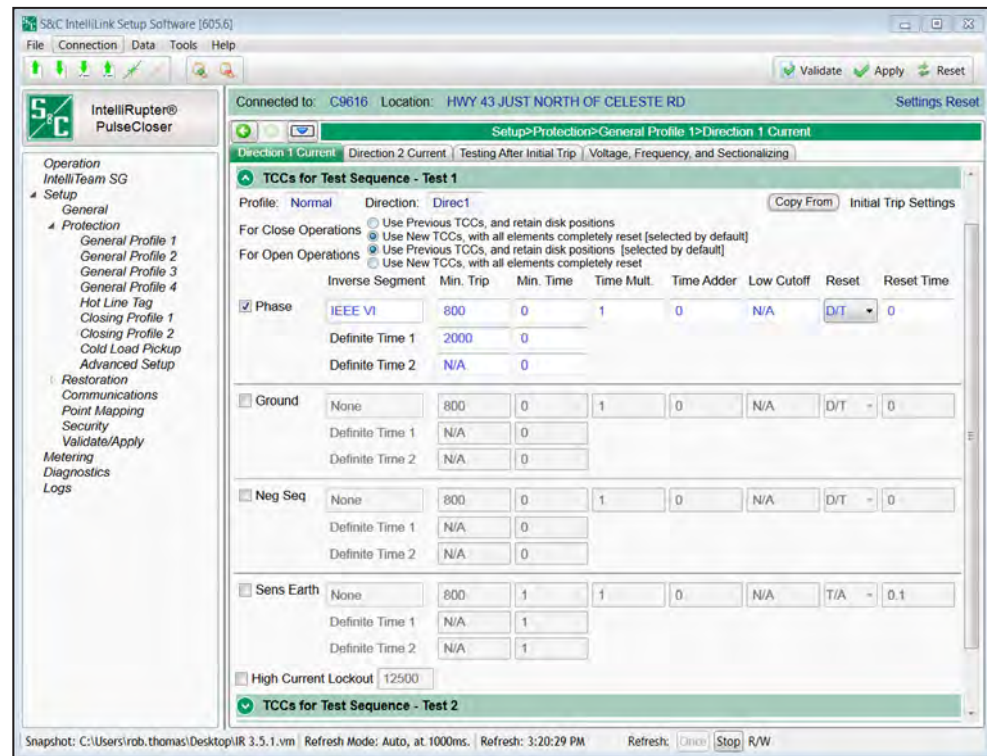 S&C IntelliLink Setup Software [605.6]
File Connection Data Tools Help
Validate Apply Reset
S&C IntelliRupter® PulseCloser
Connected to: C9616 Location: HWY 43 JUST NORTH OF CELESTE RD Settings Reset
Setup>Protection>General Profile 1>Direction 1 Current
Direction 1 Current Direction 2 Current Testing After Initial Trip Voltage, Frequency, and Sectionalizing
Operation
IntelliTeam SG
Setup
General
Protection
General Profile 1
General Profile 2
General Profile 3
General Profile 4
Hot Line Tag
Closing Profile 1
Closing Profile 2
Cold Load Pickup
Advanced Setup
Restoration
Communications
Point Mapping
Security
Validate/Apply
Metering
Diagnostics
Logs
TCCs for Test Sequence - Test 1
Profile: Normal Direction: Direc1 Copy From Initial Trip Settings
For Close Operations Use Previous TCCs, and retain disk positions
Use New TCCs, with all elements completely reset [selected by default]
For Open Operations Use Previous TCCs, and retain disk positions [selected by default]
Use New TCCs, with all elements completely reset
Inverse Segment Min. Trip Min. Time Time Mult. Time Adder Low Cutoff Reset Reset Time
Phase IEEE VI 800 0 1 0 N/A D/T 0
Definite Time 1 2000 0
Definite Time 2 N/A 0
Ground None 800 0 1 0 N/A D/T 0
Definite Time 1 N/A 0
Definite Time 2 N/A 0
Neg Seq None 800 0 1 0 N/A D/T 0
Definite Time 1 N/A 0
Definite Time 2 N/A 0
Sens Earth None 800 1 1 0 N/A T/A 0.1
Definite Time 1 N/A 1
Definite Time 2 N/A 1
High Current Lockout 12500
TCCs for Test Sequence - Test 2
Snapshot: C:\Users\rob.thomas\Desktop\IR 3.5.1.vm Refresh Mode: Auto, at 1000ms. Refresh: 3:20:29 PM Refresh: Once Stop R/W